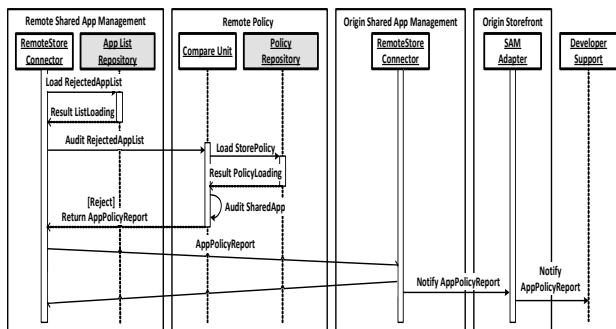 Remote Shared App Management
Remote Policy
Origin Shared App Management
Origin Storefront
RemoteStore
Connector
App List
Repository
Compare Unit
Policy
Repository
RemoteStore
Connector
SAM
Adapter
Developer
Support
Load RejectedAppList
Result ListLoading
Audit RejectedAppList
Load StorePolicy
Result PolicyLoading
Audit SharedApp
[Reject]
Return AppPolicyReport
AppPolicyReport
Notify AppPolicyReport
Notify
AppPolicyReport